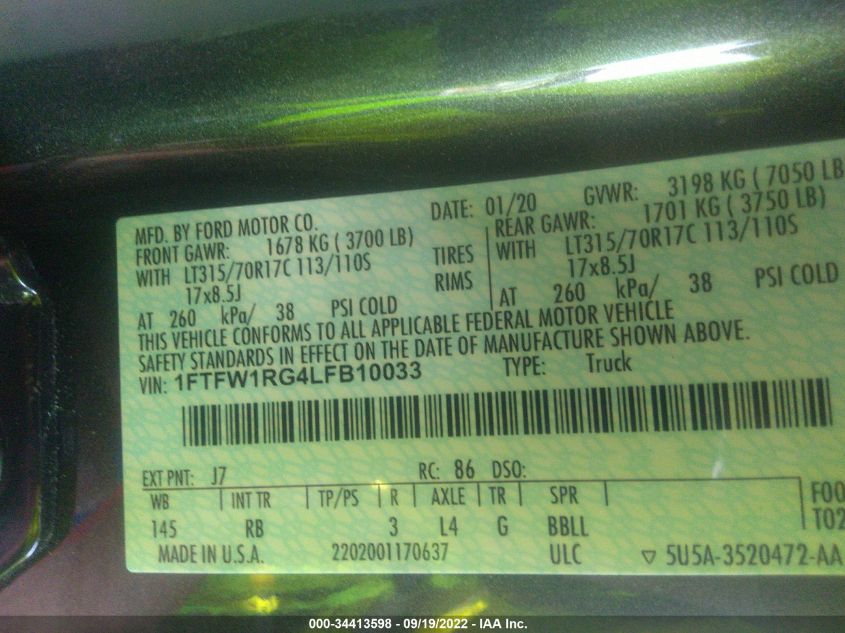 MFD. BY FORD MOTOR CO. DATE: 01/20 GVWR: 3198 KG ( 7050 LB
FRONT GAWR: 1678 KG ( 3700 LB) REAR GAWR: 1701 KG ( 3750 LB)
WITH LT315/70R17C 113/110S TIRES WITH LT315/70R17C 113/110S
17x8.5J RIMS 17x8.5J
AT 260 kPa/ 38 PSI COLD AT 260 kPa/ 38 PSI COLD
THIS VEHICLE CONFORMS TO ALL APPLICABLE FEDERAL MOTOR VEHICLE
SAFETY STANDARDS IN EFFECT ON THE DATE OF MANUFACTURE SHOWN ABOVE.
VIN: 1FTFW1RG4LFB10033 TYPE: Truck
EXT PNT: J7 RC: 86 DSO:
WB INT TR TP/PS R AXLE TR SPR F00
145 RB 3 L4 G BBLL T02
MADE IN U.S.A. 2202001170637 ULC ▽ 5U5A-3520472-AA
000-34413598 - 09/19/2022 - IAA Inc.